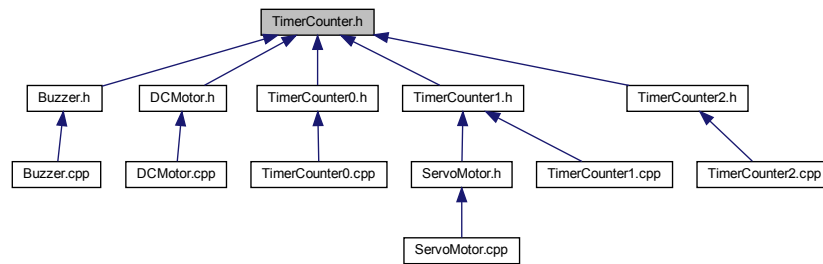 TimerCounter.h
Buzzer.h
DCMotor.h
TimerCounter0.h
TimerCounter1.h
TimerCounter2.h
Buzzer.cpp
DCMotor.cpp
TimerCounter0.cpp
ServoMotor.h
TimerCounter1.cpp
TimerCounter2.cpp
ServoMotor.cpp